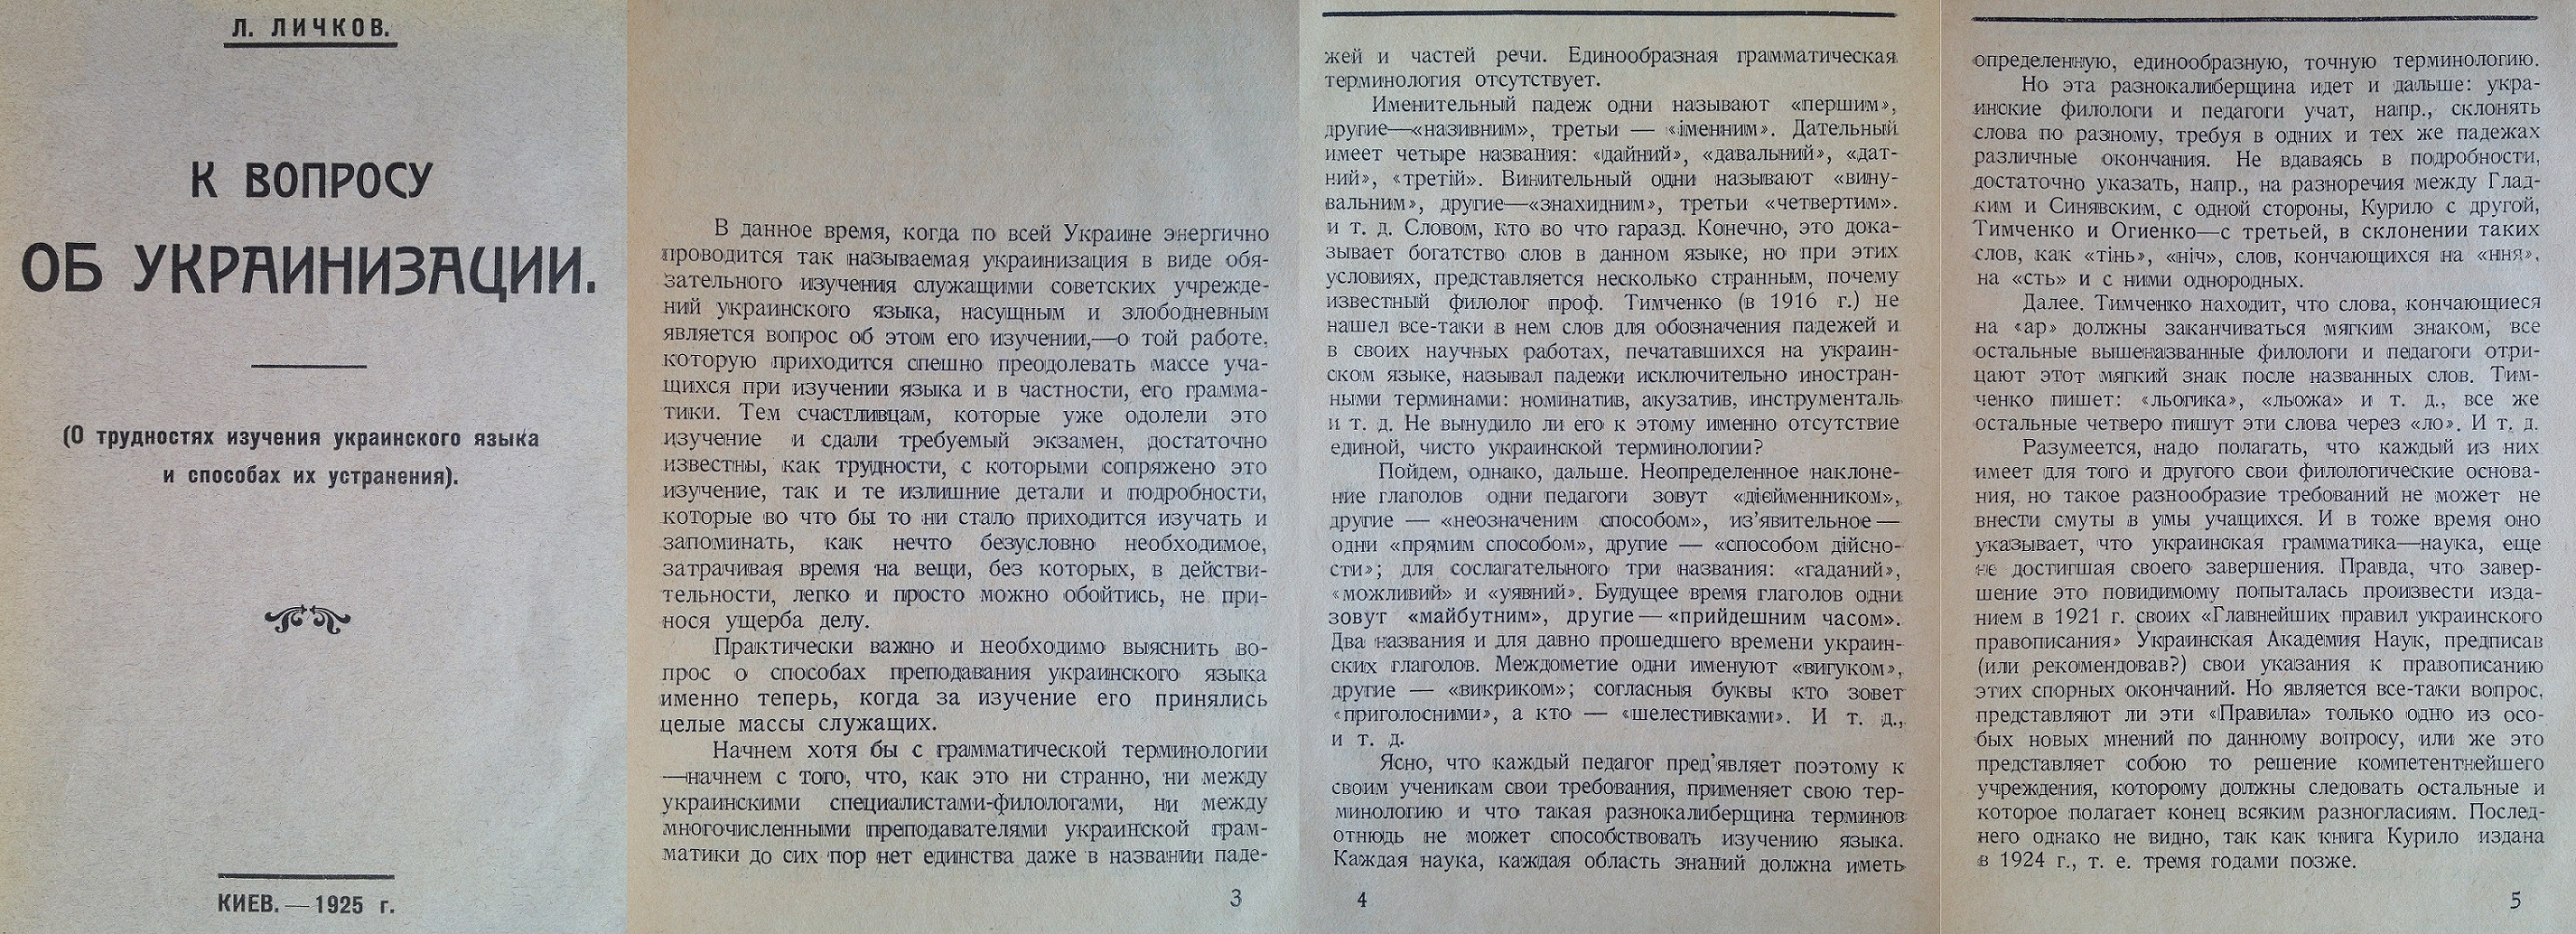 Л. ЛИЧКОВ.
К ВОПРОСУ
ОБ УКРАИНИЗАЦИИ.
(О трудностях изучения украинского языка
и способах их устранения).
КИЕВ.—1925 г.
В данное время, когда по всей Украине энергично
проводится так называемая украинизация в виде обя-
зательного изучения служащими советских учрежде-
ний украинского языка, насущным и злободневным
является вопрос об этом его изучении,—о той работе,
которую приходится спешно преодолевать массе уча-
щихся при изучении языка и в частности, его грамма-
тики. Тем счастливцам, которые уже одолели это
изучение и сдали требуемый экзамен, достаточно
известны, как трудности, с которыми сопряжено это
изучение, так и те излишние детали и подробности,
которые во что бы то ни стало приходится изучать и
запоминать, как нечто безусловно необходимое,
затрачивая время на вещи, без которых, в действи-
тельности, легко и просто можно обойтись, не при-
нося ущерба делу.
Практически важно и необходимо выяснить во-
прос о способах преподавания украинского языка
именно теперь, когда за изучение его принялись
целые массы служащих.
Начнем хотя бы с грамматической терминологии
—начнем с того, что, как это ни странно, ни между
украинскими специалистами-филологами, ни между
многочисленными преподавателями украинской грам-
матики до сих пор нет единства даже в названии паде-
3
жей и частей речи. Единообразная грамматическая
терминология отсутствует.
Именительный падеж одни называют «першим»,
другие—«називним», третьи — «іменним». Дательный
имеет четыре названия: «дайний», «давальний», «дат-
ний», «третій». Винительный одни называют «вину-
вальним», другие—«знахидним», третьи «четвертим».
и т. д. Словом, кто во что гаразд. Конечно, это дока-
зывает богатство слов в данном языке, но при этих
условиях, представляется несколько странным, почему
известный филолог проф. Тимченко (в 1916 г.) не
нашел все-таки в нем слов для обозначения падежей и
в своих научных работах, печатавшихся на украин-
ском языке, называл падежи исключительно иностран-
ными терминами: номинатив, акузатив, инструменталь
и т. д. Не вынудило ли его к этому именно отсутствие
единой, чисто украинской терминологии?
Пойдем, однако, дальше. Неопределенное наклоне-
ние глаголов одни педагоги зовут «дієйменником»,
другие — «неозначеним способом», из'явительное —
одни «прямим способом», другие — «способом дійсно-
сти»; для сослагательного три названия: «гаданий»,
«можливий» и «уявний». Будущее время глаголов одни
зовут «майбутним», другие — «прийдешним часом».
Два названия и для давно прошедшего времени украин-
ских глаголов. Междометие одни именуют «вигуком»,
другие — «викриком»; согласныя буквы кто зовет
«приголосними», а кто — «шелестивками». И т. д.,
и т. д.
Ясно, что каждый педагог пред'являет поэтому к
своим ученикам свои требования, применяет свою тер-
минологию и что такая разнокалиберщина терминов
отнюдь не может способствовать изучению языка.
Каждая наука, каждая область знаний должна иметь
4
определенную, единообразную, точную терминологию.
Но эта разнокалиберщина идет и дальше: укра-
инские филологи и педагоги учат, напр., склонять
слова по разному, требуя в одних и тех же падежах
различные окончания. Не вдаваясь в подробности,
достаточно указать, напр., на разноречия между Глад-
ким и Синявским, с одной стороны, Курило с другой,
Тимченко и Огиенко—с третьей, в склонении таких
слов, как «тінь», «ніч», слов, кончающихся на «ння»,
на «сть» и с ними однородных.
Далее. Тимченко находит, что слова, кончающиеся
на «ар» должны заканчиваться мягким знаком, все
остальные вышеназванные филологи и педагоги отри-
цают этот мягкий знак после названных слов. Тим-
ченко пишет: «льогика», «льожа» и т. д., все же
остальные четверо пишут эти слова через «ло». И т. д.
Разумеется, надо полагать, что каждый из них
имеет для того и другого свои филологические основа-
ния, но такое разнообразие требований не может не
внести смуты в умы учащихся. И в тоже время оно
указывает, что украинская грамматика—наука, еще
не достигшая своего завершения. Правда, что завер-
шение это повидимому попыталась произвести изда-
нием в 1921 г. своих «Главнейших правил украинского
правописания» Украинская Академия Наук, предписав
(или рекомендовав?) свои указания к правописанию
этих спорных окончаний. Но является все-таки вопрос,
представляют ли эти «Правила» только одно из осо-
бых новых мнений по данному вопросу, или же это
представляет собою то решение компетентнейшего
учреждения, которому должны следовать остальные и
которое полагает конец всяким разногласиям. Послед-
него однако не видно, так как книга Курило издана
в 1924 г., т. е. тремя годами позже.
5